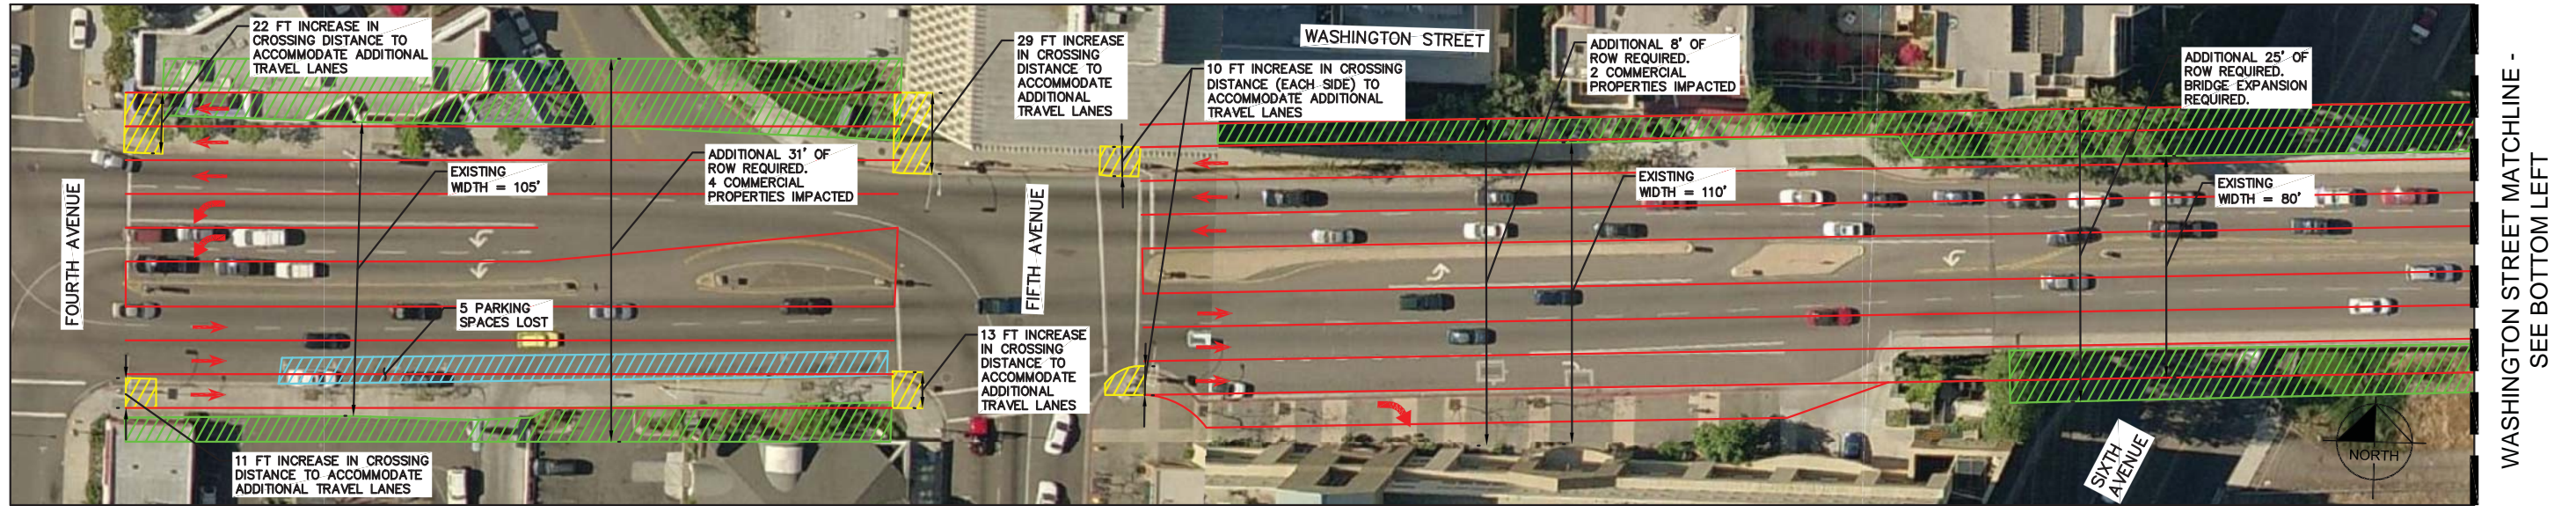 22 FT INCREASE IN
CROSSING DISTANCE TO
ACCOMMODATE ADDITIONAL
TRAVEL LANES
29 FT INCREASE
IN CROSSING
DISTANCE TO
ACCOMMODATE
ADDITIONAL
TRAVEL LANES
WASHINGTON STREET
10 FT INCREASE IN CROSSING
DISTANCE (EACH SIDE) TO
ACCOMMODATE ADDITIONAL
TRAVEL LANES
ADDITIONAL 8' OF
ROW REQUIRED.
2 COMMERCIAL
PROPERTIES IMPACTED
ADDITIONAL 25' OF
ROW REQUIRED.
BRIDGE EXPANSION
REQUIRED.
EXISTING
WIDTH = 105'
ADDITIONAL 31' OF
ROW REQUIRED.
4 COMMERCIAL
PROPERTIES IMPACTED
EXISTING
WIDTH = 110'
EXISTING
WIDTH = 80'
FOURTH AVENUE
FIFTH AVENUE
5 PARKING
SPACES LOST
13 FT INCREASE
IN CROSSING
DISTANCE TO
ACCOMMODATE
ADDITIONAL
TRAVEL LANES
11 FT INCREASE IN CROSSING
DISTANCE TO ACCOMMODATE
ADDITIONAL TRAVEL LANES
SIXTH
AVENUE
NORTH
WASHINGTON STREET MATCHLINE -
SEE BOTTOM LEFT